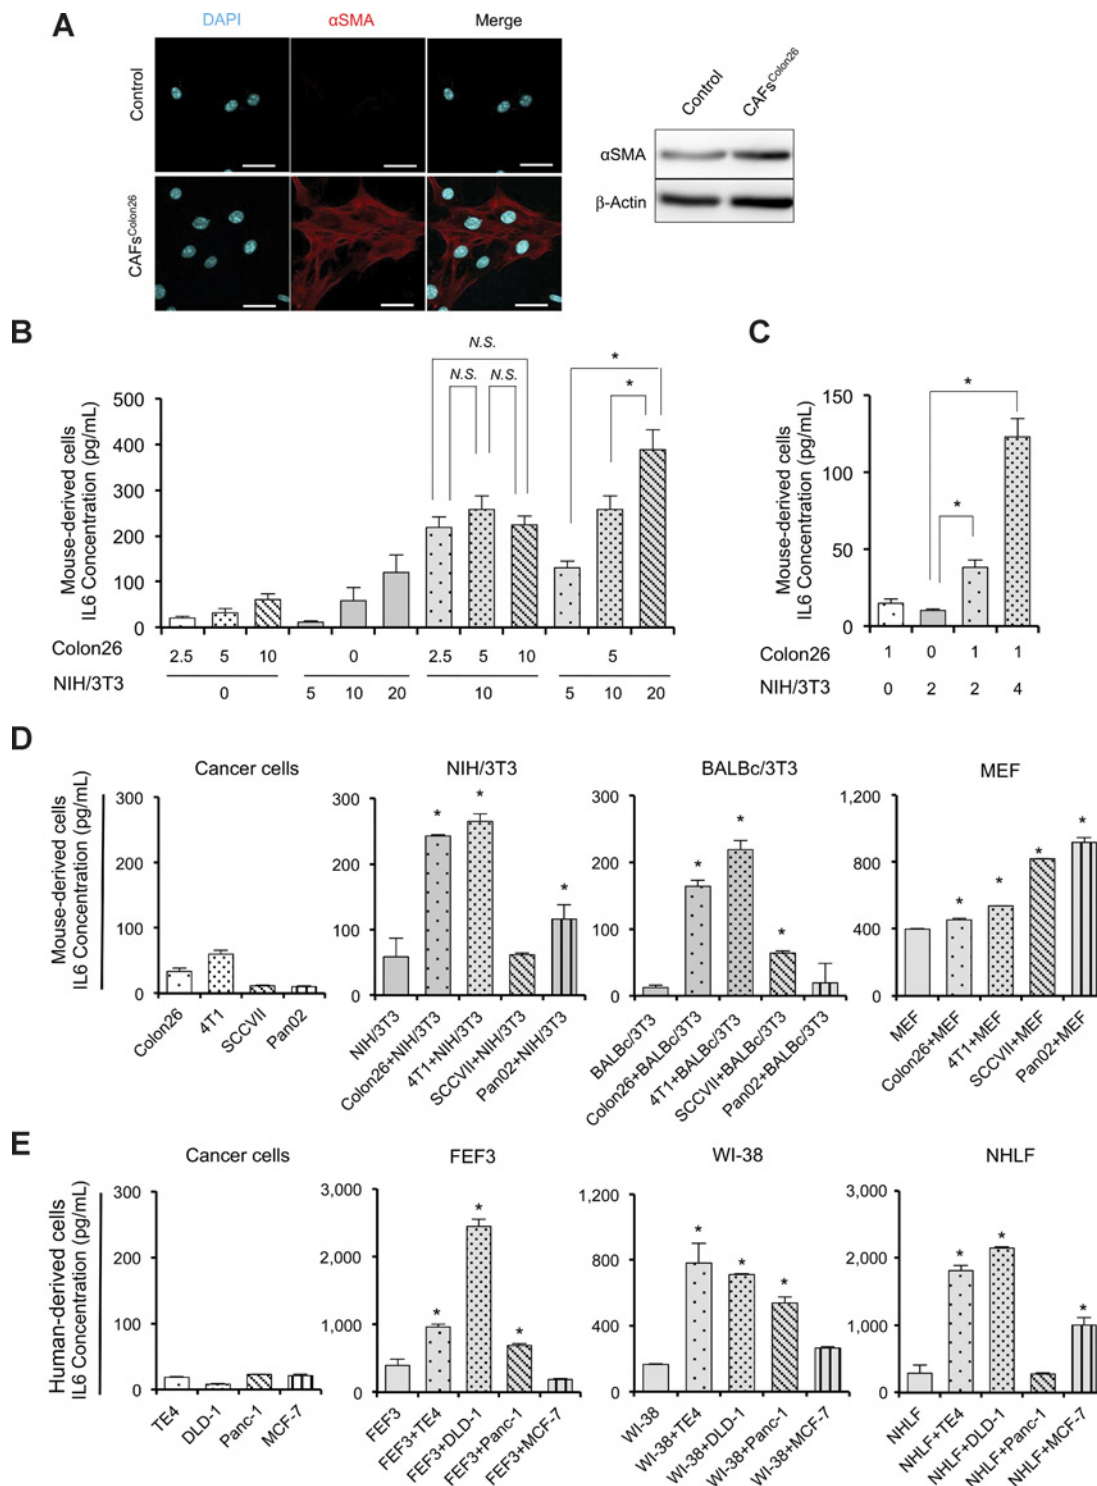 A
DAPI
αSMA
Merge
Control
CAFsColon26
Control
CAFsColon26
αSMA
β-Actin
B
Mouse-derived cells
IL6 Concentration (pg/mL)
500
400
300
200
100
0
N.S.
N.S.
N.S.
*
*
Colon26
2.5 5 10 0 2.5 5 10 5
NIH/3T3
0 5 10 20 10 5 10 20
C
Mouse-derived cells
IL6 Concentration (pg/mL)
150
100
50
0
*
*
Colon26 1 0 1 1
NIH/3T3 0 2 2 4
D
Mouse-derived cells
IL6 Concentration (pg/mL)
Cancer cells
300
200
100
0
Colon26
4T1
SCCVII
Pan02
NIH/3T3
300
200
100
0
*
*
*
NIH/3T3
Colon26+NIH/3T3
4T1+NIH/3T3
SCCVII+NIH/3T3
Pan02+NIH/3T3
BALBc/3T3
300
200
100
0
*
*
*
BALBc/3T3
Colon26+BALBc/3T3
4T1+BALBc/3T3
SCCVII+BALBc/3T3
Pan02+BALBc/3T3
MEF
1,200
800
400
0
*
*
*
*
MEF
Colon26+MEF
4T1+MEF
SCCVII+MEF
Pan02+MEF
E
Human-derived cells
IL6 Concentration (pg/mL)
Cancer cells
300
200
100
0
TE4
DLD-1
Panc-1
MCF-7
FEF3
3,000
2,000
1,000
0
*
*
*
FEF3
FEF3+TE4
FEF3+DLD-1
FEF3+Panc-1
FEF3+MCF-7
WI-38
1,200
800
400
0
*
*
*
WI-38
WI-38+TE4
WI-38+DLD-1
WI-38+Panc-1
WI-38+MCF-7
NHLF
3,000
2,000
1,000
0
*
*
*
NHLF
NHLF+TE4
NHLF+DLD-1
NHLF+Panc-1
NHLF+MCF-7